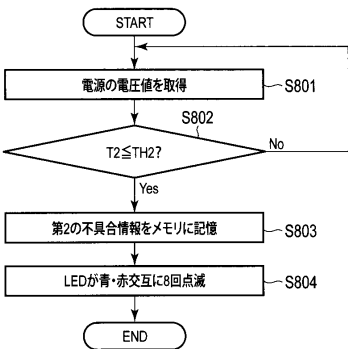 START
電源の電圧値を取得
S801
S802
T2≦TH2?
No
Yes
第2の不具合情報をメモリに記憶
S803
LEDが青・赤交互に8回点滅
S804
END